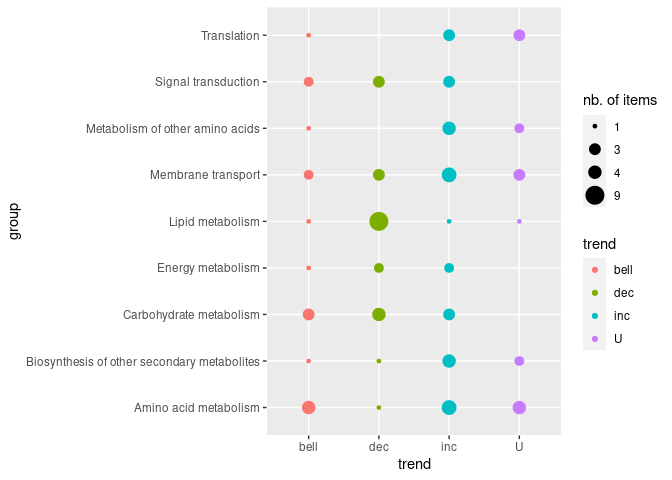 Translation
Signal transduction
Metabolism of other amino acids
Membrane transport
Lipid metabolism
Energy metabolism
Carbohydrate metabolism
Biosynthesis of other secondary metabolites
Amino acid metabolism
group
bell dec inc U
trend
nb. of items
1
3
4
9
trend
bell
dec
inc
U